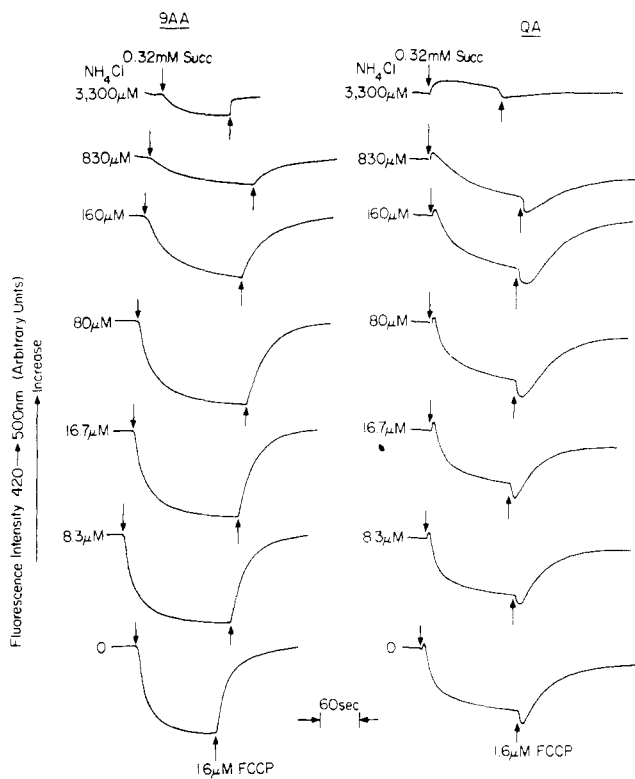 9AA
QA
0.32mM Succ
0.32mM Succ
NH4Cl
3,300µM
NH4Cl
3,300µM
830µM
830µM
160µM
160µM
80µM
80µM
16.7µM
16.7µM
8.3µM
8.3µM
0
0
60sec
1.6µM FCCP
1.6µM FCCP
Fluorescence Intensity 420→500nm (Arbitrary Units)
Increase